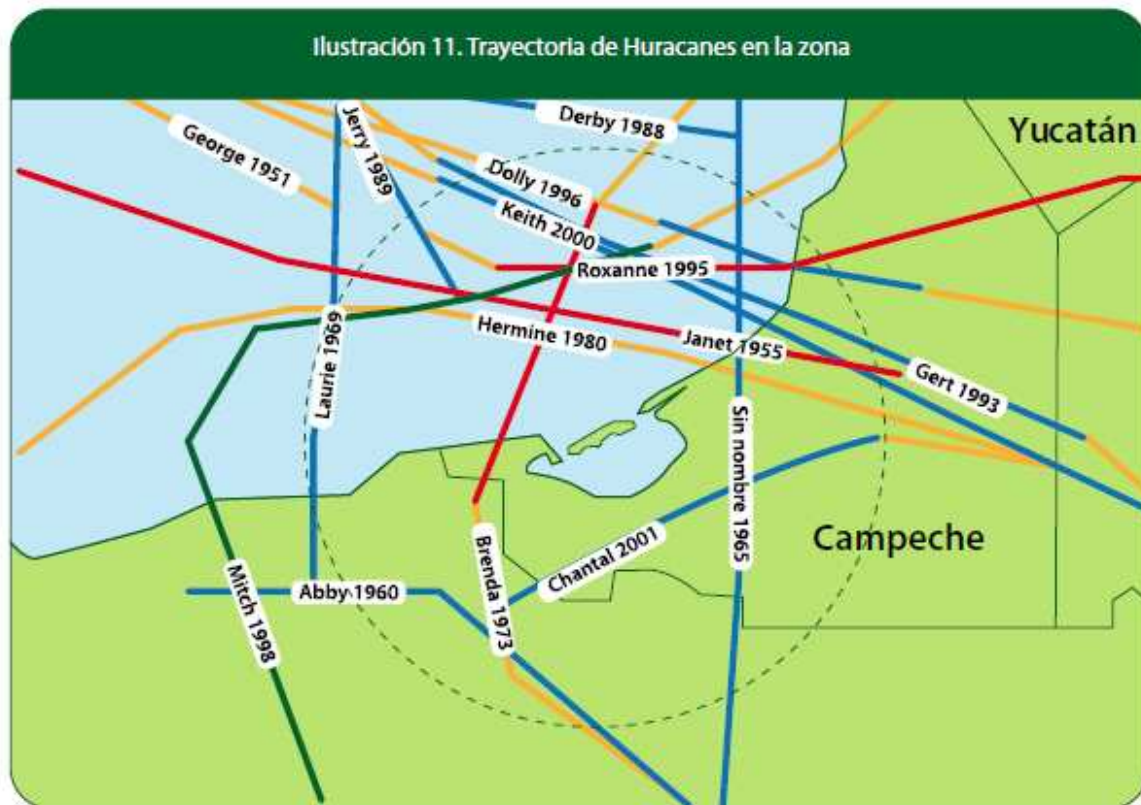 Ilustración 11. Trayectoria de Huracanes en la zona
Derby 1988
Yucatán
George 1951
Jerry 1989
Dolly 1996
Keith 2000
Roxanne 1995
Laurie 1969
Hermine 1980
Janet 1955
Gert 1993
Sin nombre 1965
Campeche
Chantal 2001
Brenda 1973
Abby 1960
Mitch 1998